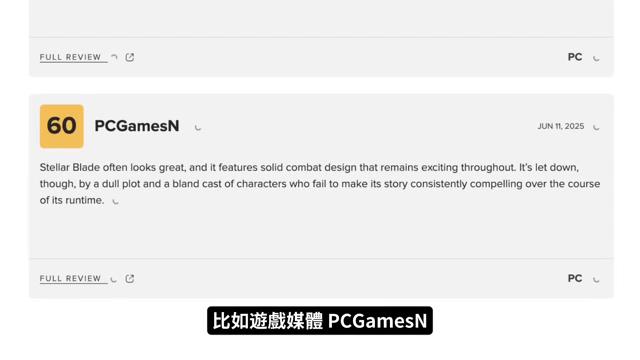 FULL REVIEW
PC
60
PCGamesN
JUN 11, 2025
Stellar Blade often looks great, and it features solid combat design that remains exciting throughout. It's let down,
though, by a dull plot and a bland cast of characters who fail to make its story consistently compelling over the course
of its runtime.
FULL REVIEW
PC
比如遊戲媒體 PCGamesN